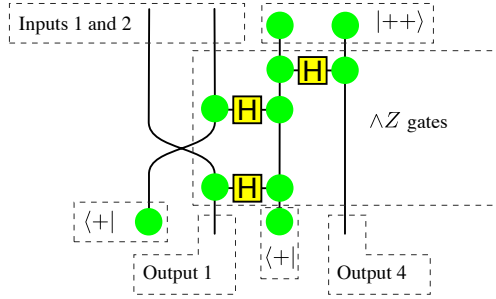 Inputs 1 and 2
|++⟩
H
H
∧Z gates
H
⟨+|
⟨+|
Output 1
Output 4